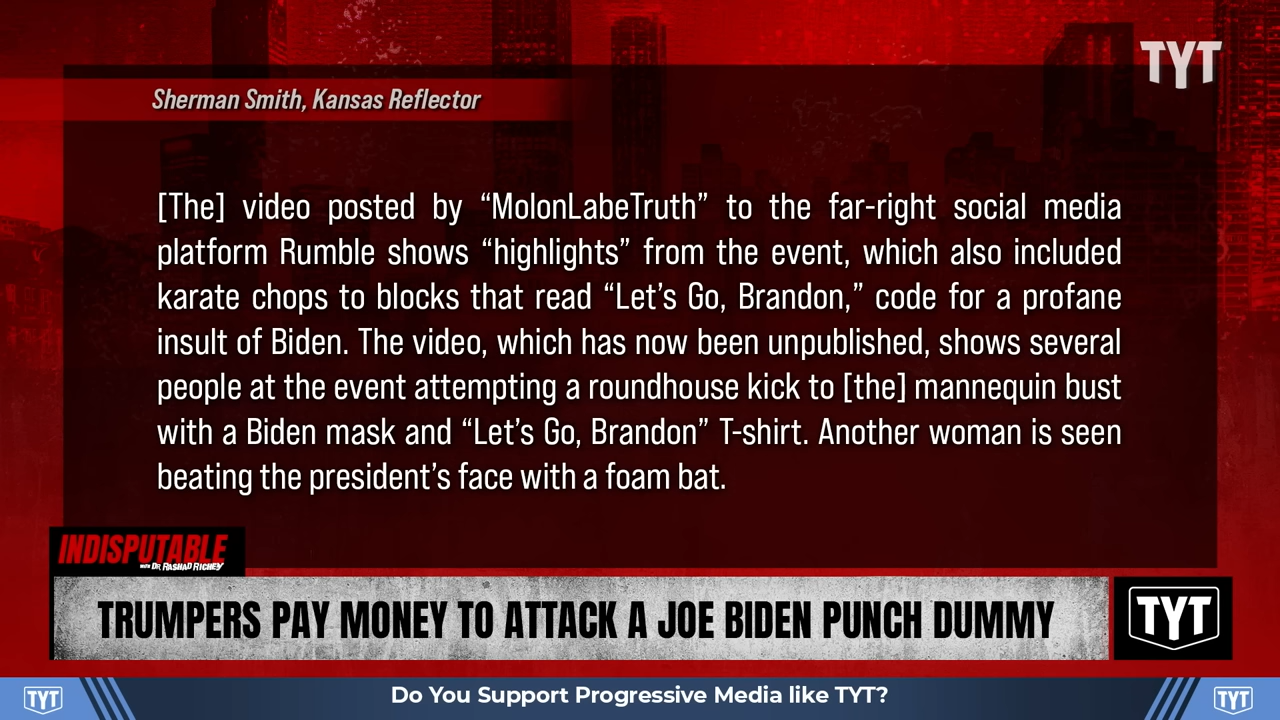 TYT
Sherman Smith, Kansas Reflector
[The] video posted by “MolonLabeTruth” to the far-right social media
platform Rumble shows “highlights” from the event, which also included
karate chops to blocks that read “Let’s Go, Brandon,” code for a profane
insult of Biden. The video, which has now been unpublished, shows several
people at the event attempting a roundhouse kick to [the] mannequin bust
with a Biden mask and “Let’s Go, Brandon” T-shirt. Another woman is seen
beating the president’s face with a foam bat.
INDISPUTABLE
WITH DR. RASHAD RICHEY
TRUMPERS PAY MONEY TO ATTACK A JOE BIDEN PUNCH DUMMY
TYT
TYT
Do You Support Progressive Media like TYT?
TYT